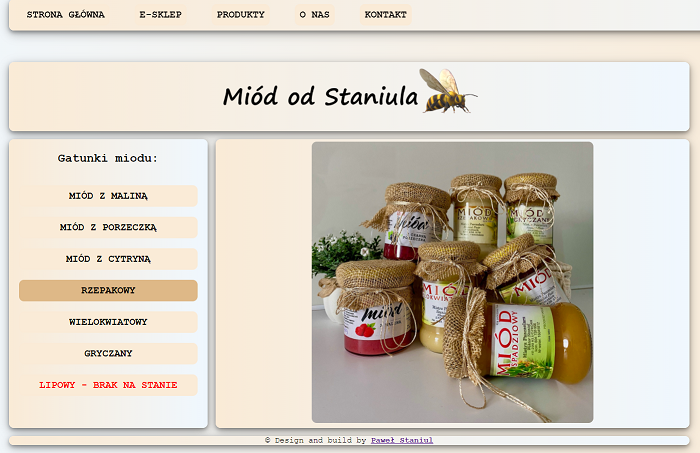 STRONA GŁÓWNA E-SKLEP PRODUKTY O NAS KONTAKT
Miód od Staniula
Gatunki miodu:
MIÓD Z MALINĄ
MIÓD Z PORZECZKĄ
MIÓD Z CYTRYNĄ
RZEPAKOWY
WIELOKWIATOWY
GRYCZANY
LIPOWY - BRAK NA STANIE
miód
MIÓD
MIÓD
GRYCZANY
miód
MIÓD
MIÓD
MIÓD
SPADZIOWY
© Design and build by Paweł Staniul